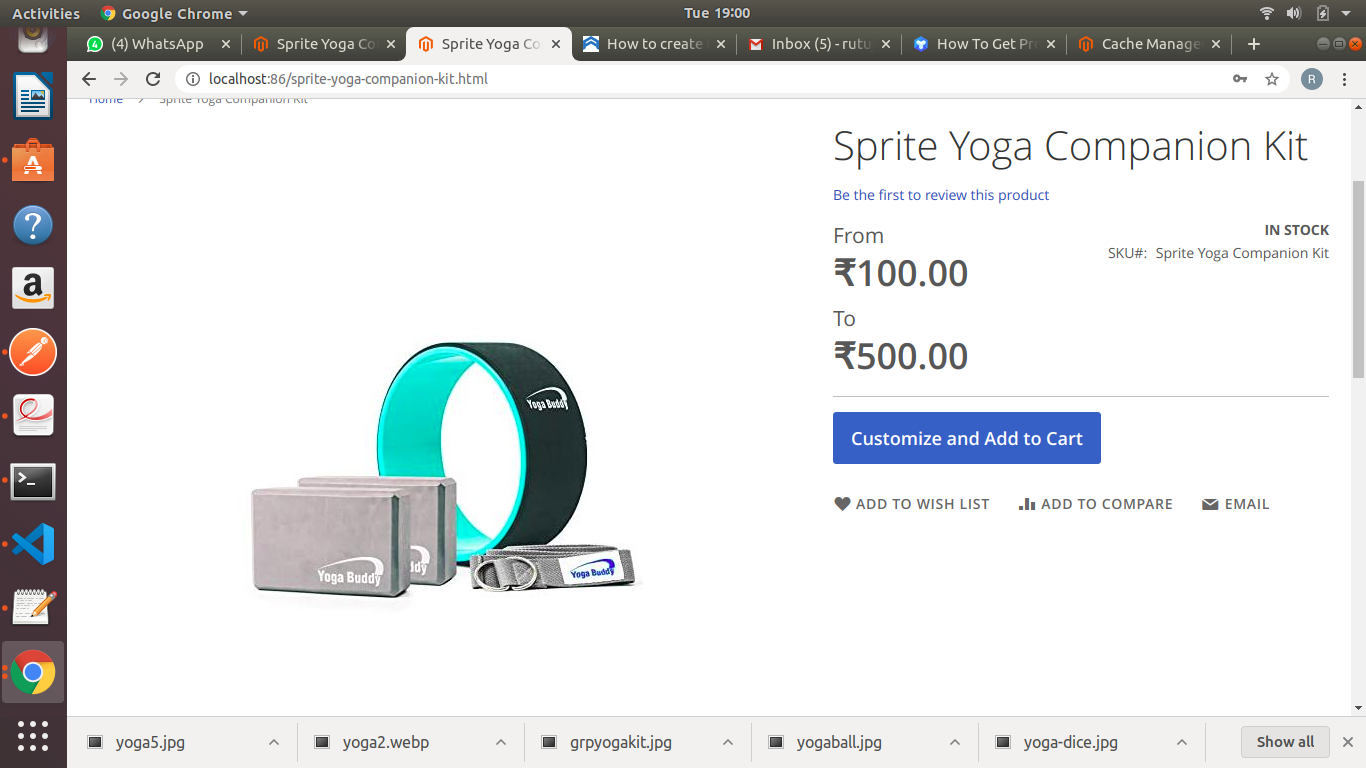 Activities
Google Chrome
Tue 19:00
(4) WhatsApp
Sprite Yoga Co
Sprite Yoga Co
How to create
Inbox (5) - rutu
How To Get Pr
Cache Manage
localhost:86/sprite-yoga-companion-kit.html
R
Home
Sprite Yoga Companion Kit
Sprite Yoga Companion Kit
Be the first to review this product
From
IN STOCK
SKU#: Sprite Yoga Companion Kit
₹100.00
To
₹500.00
Customize and Add to Cart
ADD TO WISH LIST
ADD TO COMPARE
EMAIL
Yoga Buddy
Yoga Buddy
Yoga Buddy
yoga5.jpg
yoga2.webp
grpyogakit.jpg
yogaball.jpg
yoga-dice.jpg
Show all